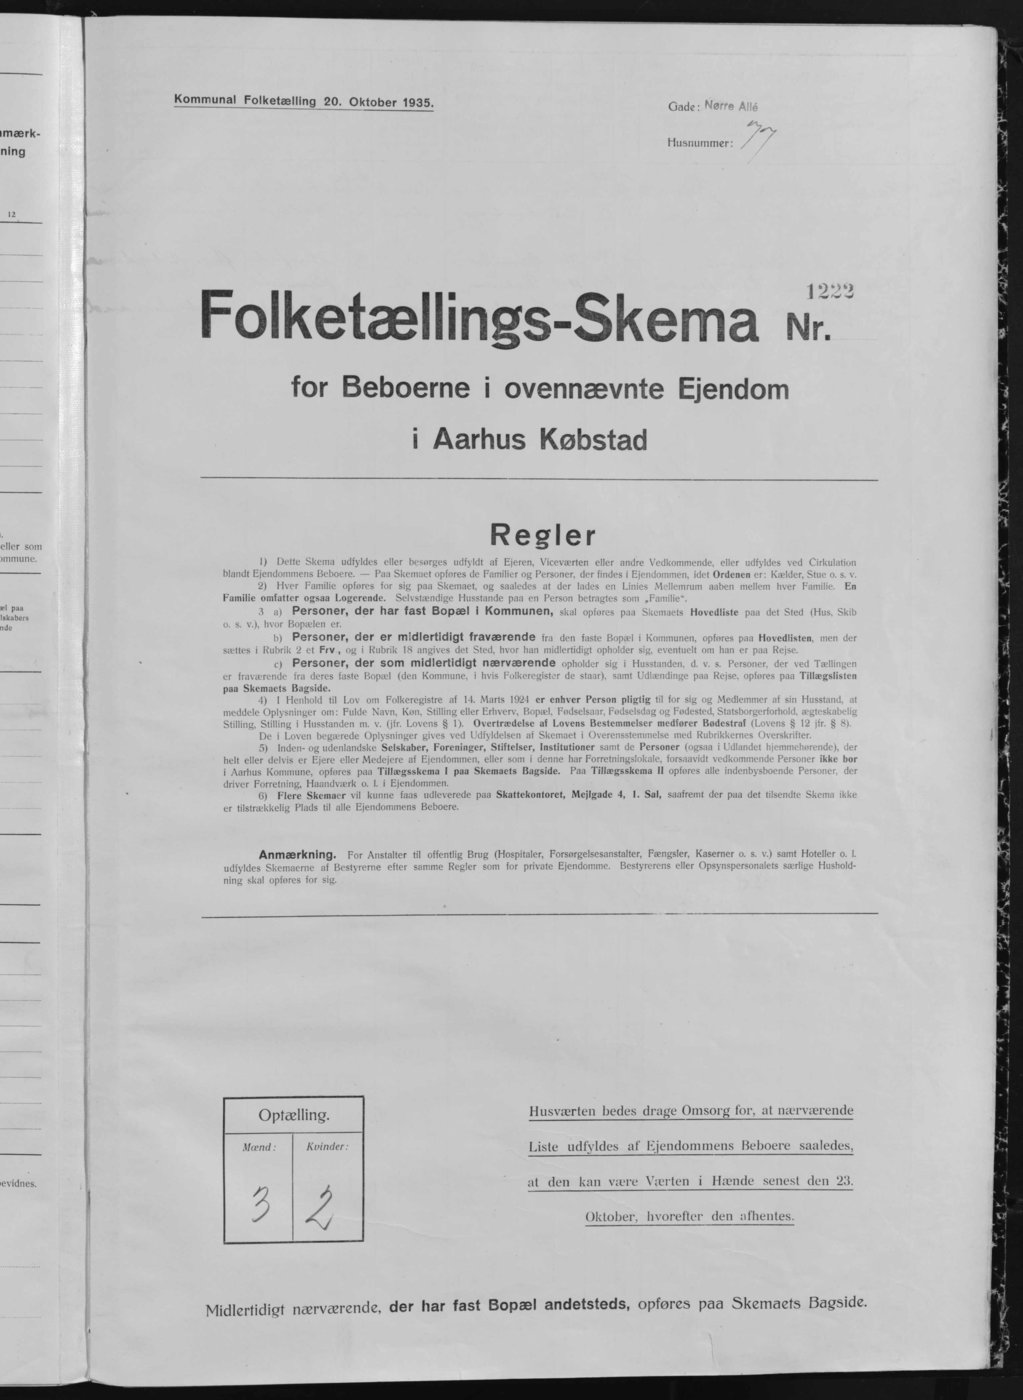 Kommunal Folketælling 20. Oktober 1935.
Gade: Nørre Allé
Husnummer: 77
mærk-
ning
12
1222
Folketællings-Skema Nr.
for Beboerne i ovennævnte Ejendom
i Aarhus Købstad
eller som
ommune.
æl paa
lskabers
nde
Regler
1) Dette Skema udfyldes eller besørges udfyldt af Ejeren, Viceværten eller andre Vedkommende, eller udfyldes ved Cirkulation
blandt Ejendommens Beboere. — Paa Skemaet opføres de Familier og Personer, der findes i Ejendommen, idet Ordenen er: Kælder, Stue o. s. v.
2) Hver Familie opføres for sig paa Skemaet, og saaledes at der lades en Linies Mellemrum aaben mellem hver Familie. En
Familie omfatter ogsaa Logerende. Selvstændige Husstande paa en Person betragtes som „Familie".
3 a) Personer, der har fast Bopæl i Kommunen, skal opføres paa Skemaets Hovedliste paa det Sted (Hus, Skib
o. s. v.), hvor Bopælen er.
b) Personer, der er midlertidigt fraværende fra den faste Bopæl i Kommunen, opføres paa Hovedlisten, men der
sættes i Rubrik 2 et Frv., og i Rubrik 18 angives det Sted, hvor han midlertidigt opholder sig, eventuelt om han er paa Rejse.
c) Personer, der som midlertidigt nærværende opholder sig i Husstanden, d. v. s. Personer, der ved Tællingen
er fraværende fra deres faste Bopæl (den Kommune, i hvis Folkeregister de staar), samt Udlændinge paa Rejse, opføres paa Tillægslisten
paa Skemaets Bagside.
4) I Henhold til Lov om Folkeregistre af 14. Marts 1924 er enhver Person pligtig til for sig og Medlemmer af sin Husstand, at
meddele Oplysninger om: Fulde Navn, Køn, Stilling eller Erhverv, Bopæl, Fødselsaar, Fødselsdag og Fødested, Statsborgerforhold, ægteskabelig
Stilling, Stilling i Husstanden m. v. (jfr. Lovens § 1). Overtrædelse af Lovens Bestemmelser medfører Bødestraf (Lovens § 12 jfr. § 8).
De i Loven begærede Oplysninger gives ved Udfyldelsen af Skemaet i Overensstemmelse med Rubrikkernes Overskrifter.
5) Inden- og udenlandske Selskaber, Foreninger, Stiftelser, Institutioner samt de Personer (ogsaa i Udlandet hjemmehørende), der
helt eller delvis er Ejere eller Medejere af Ejendommen, eller som i denne har Forretningslokale, forsaavidt vedkommende Personer ikke bor
i Aarhus Kommune, opføres paa Tillægsskema I paa Skemaets Bagside. Paa Tillægsskema II opføres alle indenbysboende Personer, der
driver Forretning, Haandværk o. l. i Ejendommen.
6) Flere Skemaer vil kunne faas udleverede paa Skattekontoret, Mejlgade 4, 1. Sal, saafremt der paa det tilsendte Skema ikke
er tilstrækkelig Plads til alle Ejendommens Beboere.
Anmærkning. For Anstalter til offentlig Brug (Hospitaler, Forsørgelsesanstalter, Fængsler, Kaserner o. s. v.) samt Hoteller o. l.
udfyldes Skemaerne af Bestyrerne efter samme Regler som for private Ejendomme. Bestyrerens eller Opsynspersonalets særlige Hushold-
ning skal opføres for sig.
evidnes.
Optælling.
Mænd: Kvinder:
3 2
Husværten bedes drage Omsorg for, at nærværende
Liste udfyldes af Ejendommens Beboere saaledes,
at den kan være Værten i Hænde senest den 23.
Oktober, hvorefter den afhentes.
Midlertidigt nærværende, der har fast Bopæl andetsteds, opføres paa Skemaets Bagside.